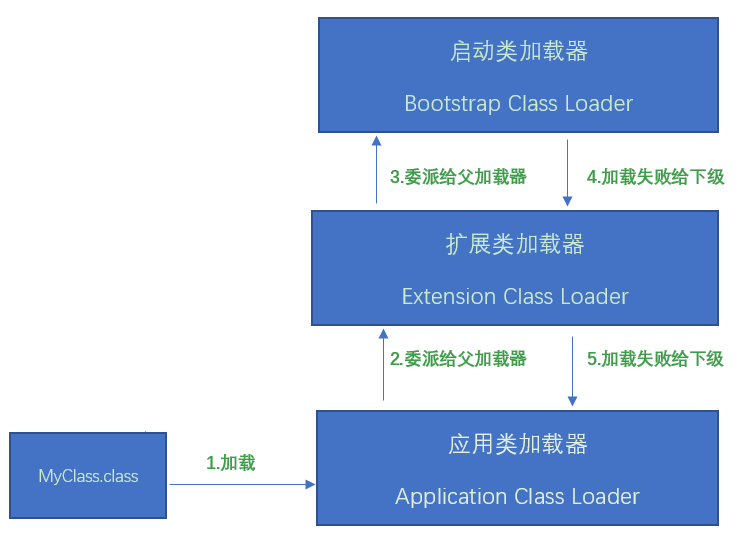 启动类加载器
Bootstrap Class Loader
3.委派给父加载器
4.加载失败给下级
扩展类加载器
Extension Class Loader
2.委派给父加载器
5.加载失败给下级
应用类加载器
Application Class Loader
1.加载
MyClass.class